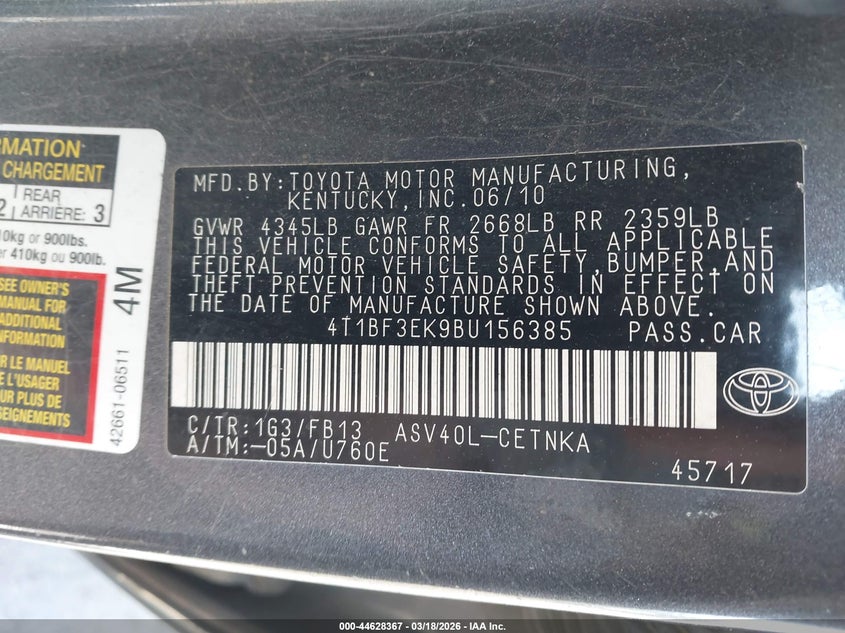 RMATION
CHARGEMENT
2 REAR
ARRIÈRE: 3
10kg or 900lbs.
er 410kg ou 900lb.
SEE OWNER'S
MANUAL FOR
ADDITIONAL
INFORMATION
LE MANUEL
E L'USAGER
OUR PLUS DE
SEIGNEMENTS
4M
42661-06511
MFD.BY:TOYOTA MOTOR MANUFACTURING,
KENTUCKY,INC.06/10
GVWR 4345LB GAWR FR 2668LB RR 2359LB
THIS VEHICLE CONFORMS TO ALL APPLICABLE
FEDERAL MOTOR VEHICLE SAFETY,BUMPER,AND
THEFT PREVENTION STANDARDS IN EFFECT ON
THE DATE OF MANUFACTURE SHOWN ABOVE.
4T1BF3EK9BU156385 PASS.CAR
C/TR:1G3/FB13 ASV40L-CETNKA
A/TM:-05A/U760E
45717
000-44628367 - 03/18/2026 - IAA Inc.